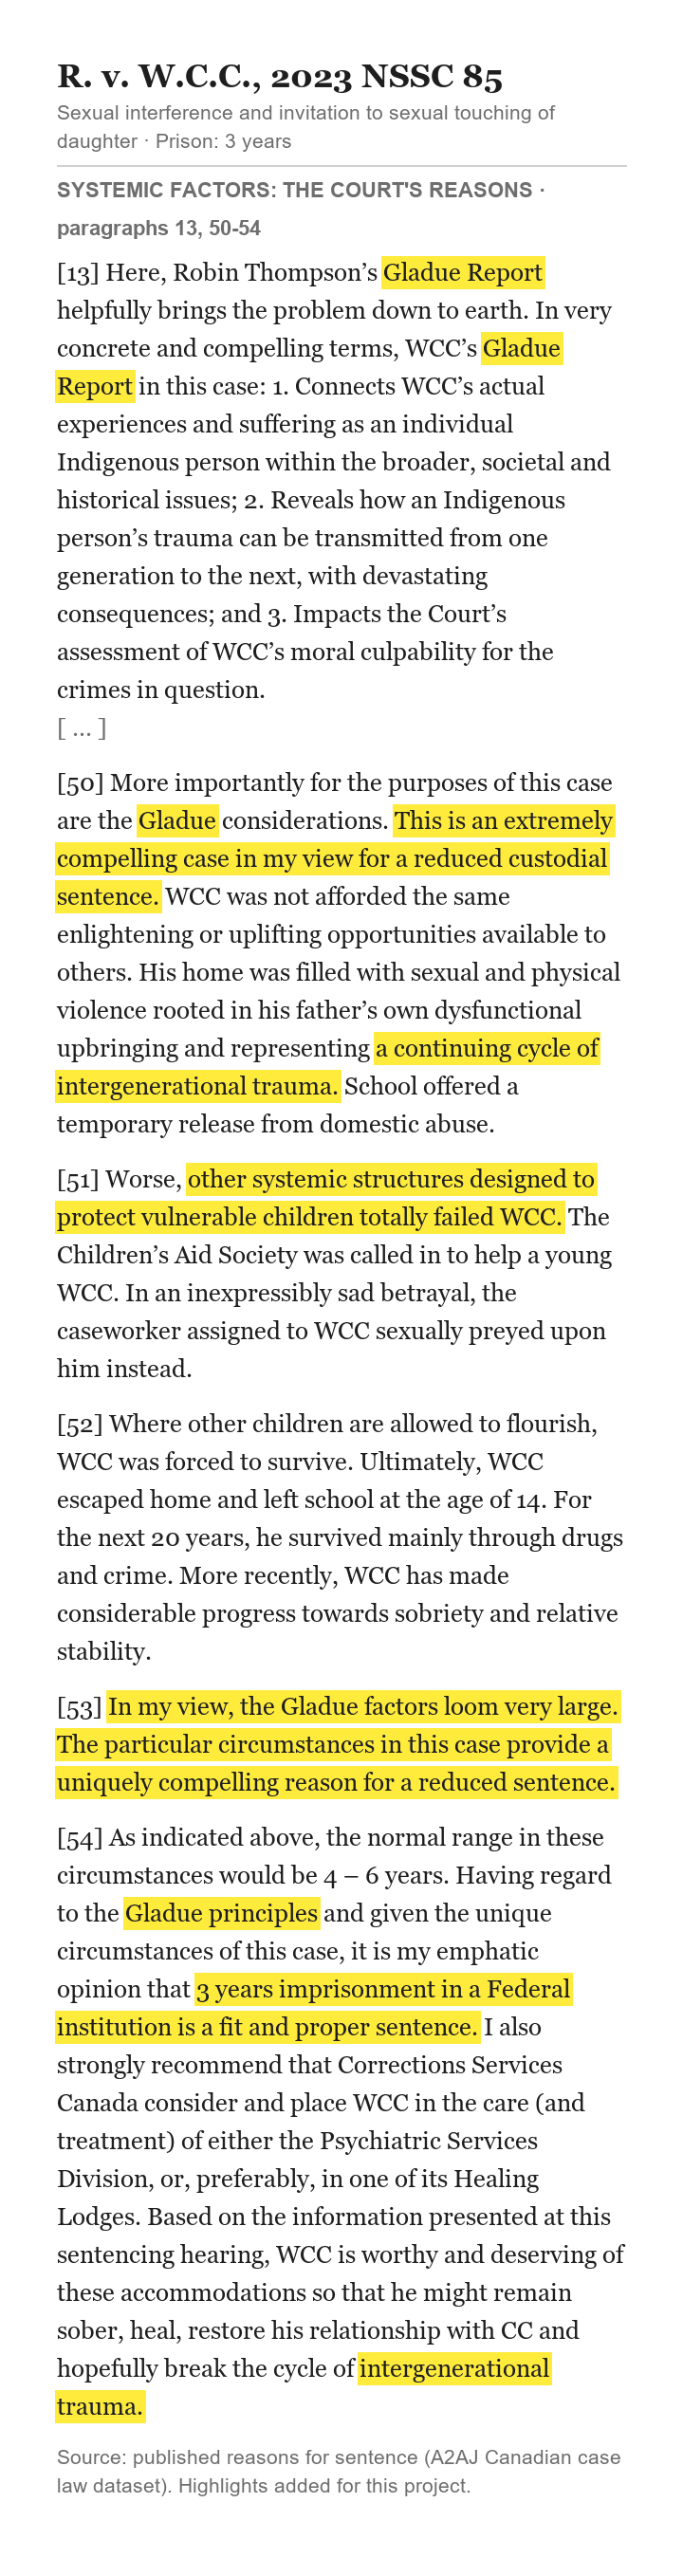 R. v. W.C.C., 2023 NSSC 85
Sexual interference and invitation to sexual touching of
daughter · Prison: 3 years
SYSTEMIC FACTORS: THE COURT'S REASONS ·
paragraphs 13, 50-54
[13] Here, Robin Thompson’s Gladue Report
helpfully brings the problem down to earth. In very
concrete and compelling terms, WCC’s Gladue
Report in this case: 1. Connects WCC’s actual
experiences and suffering as an individual
Indigenous person within the broader, societal and
historical issues; 2. Reveals how an Indigenous
person’s trauma can be transmitted from one
generation to the next, with devastating
consequences; and 3. Impacts the Court’s
assessment of WCC’s moral culpability for the
crimes in question.
[ ... ]
[50] More importantly for the purposes of this case
are the Gladue considerations. This is an extremely
compelling case in my view for a reduced custodial
sentence. WCC was not afforded the same
enlightening or uplifting opportunities available to
others. His home was filled with sexual and physical
violence rooted in his father’s own dysfunctional
upbringing and representing a continuing cycle of
intergenerational trauma. School offered a
temporary release from domestic abuse.
[51] Worse, other systemic structures designed to
protect vulnerable children totally failed WCC. The
Children’s Aid Society was called in to help a young
WCC. In an inexpressibly sad betrayal, the
caseworker assigned to WCC sexually preyed upon
him instead.
[52] Where other children are allowed to flourish,
WCC was forced to survive. Ultimately, WCC
escaped home and left school at the age of 14. For
the next 20 years, he survived mainly through drugs
and crime. More recently, WCC has made
considerable progress towards sobriety and relative
stability.
[53] In my view, the Gladue factors loom very large.
The particular circumstances in this case provide a
uniquely compelling reason for a reduced sentence.
[54] As indicated above, the normal range in these
circumstances would be 4 – 6 years. Having regard
to the Gladue principles and given the unique
circumstances of this case, it is my emphatic
opinion that 3 years imprisonment in a Federal
institution is a fit and proper sentence. I also
strongly recommend that Corrections Services
Canada consider and place WCC in the care (and
treatment) of either the Psychiatric Services
Division, or, preferably, in one of its Healing
Lodges. Based on the information presented at this
sentencing hearing, WCC is worthy and deserving of
these accommodations so that he might remain
sober, heal, restore his relationship with CC and
hopefully break the cycle of intergenerational
trauma.
Source: published reasons for sentence (A2AJ Canadian case
law dataset). Highlights added for this project.